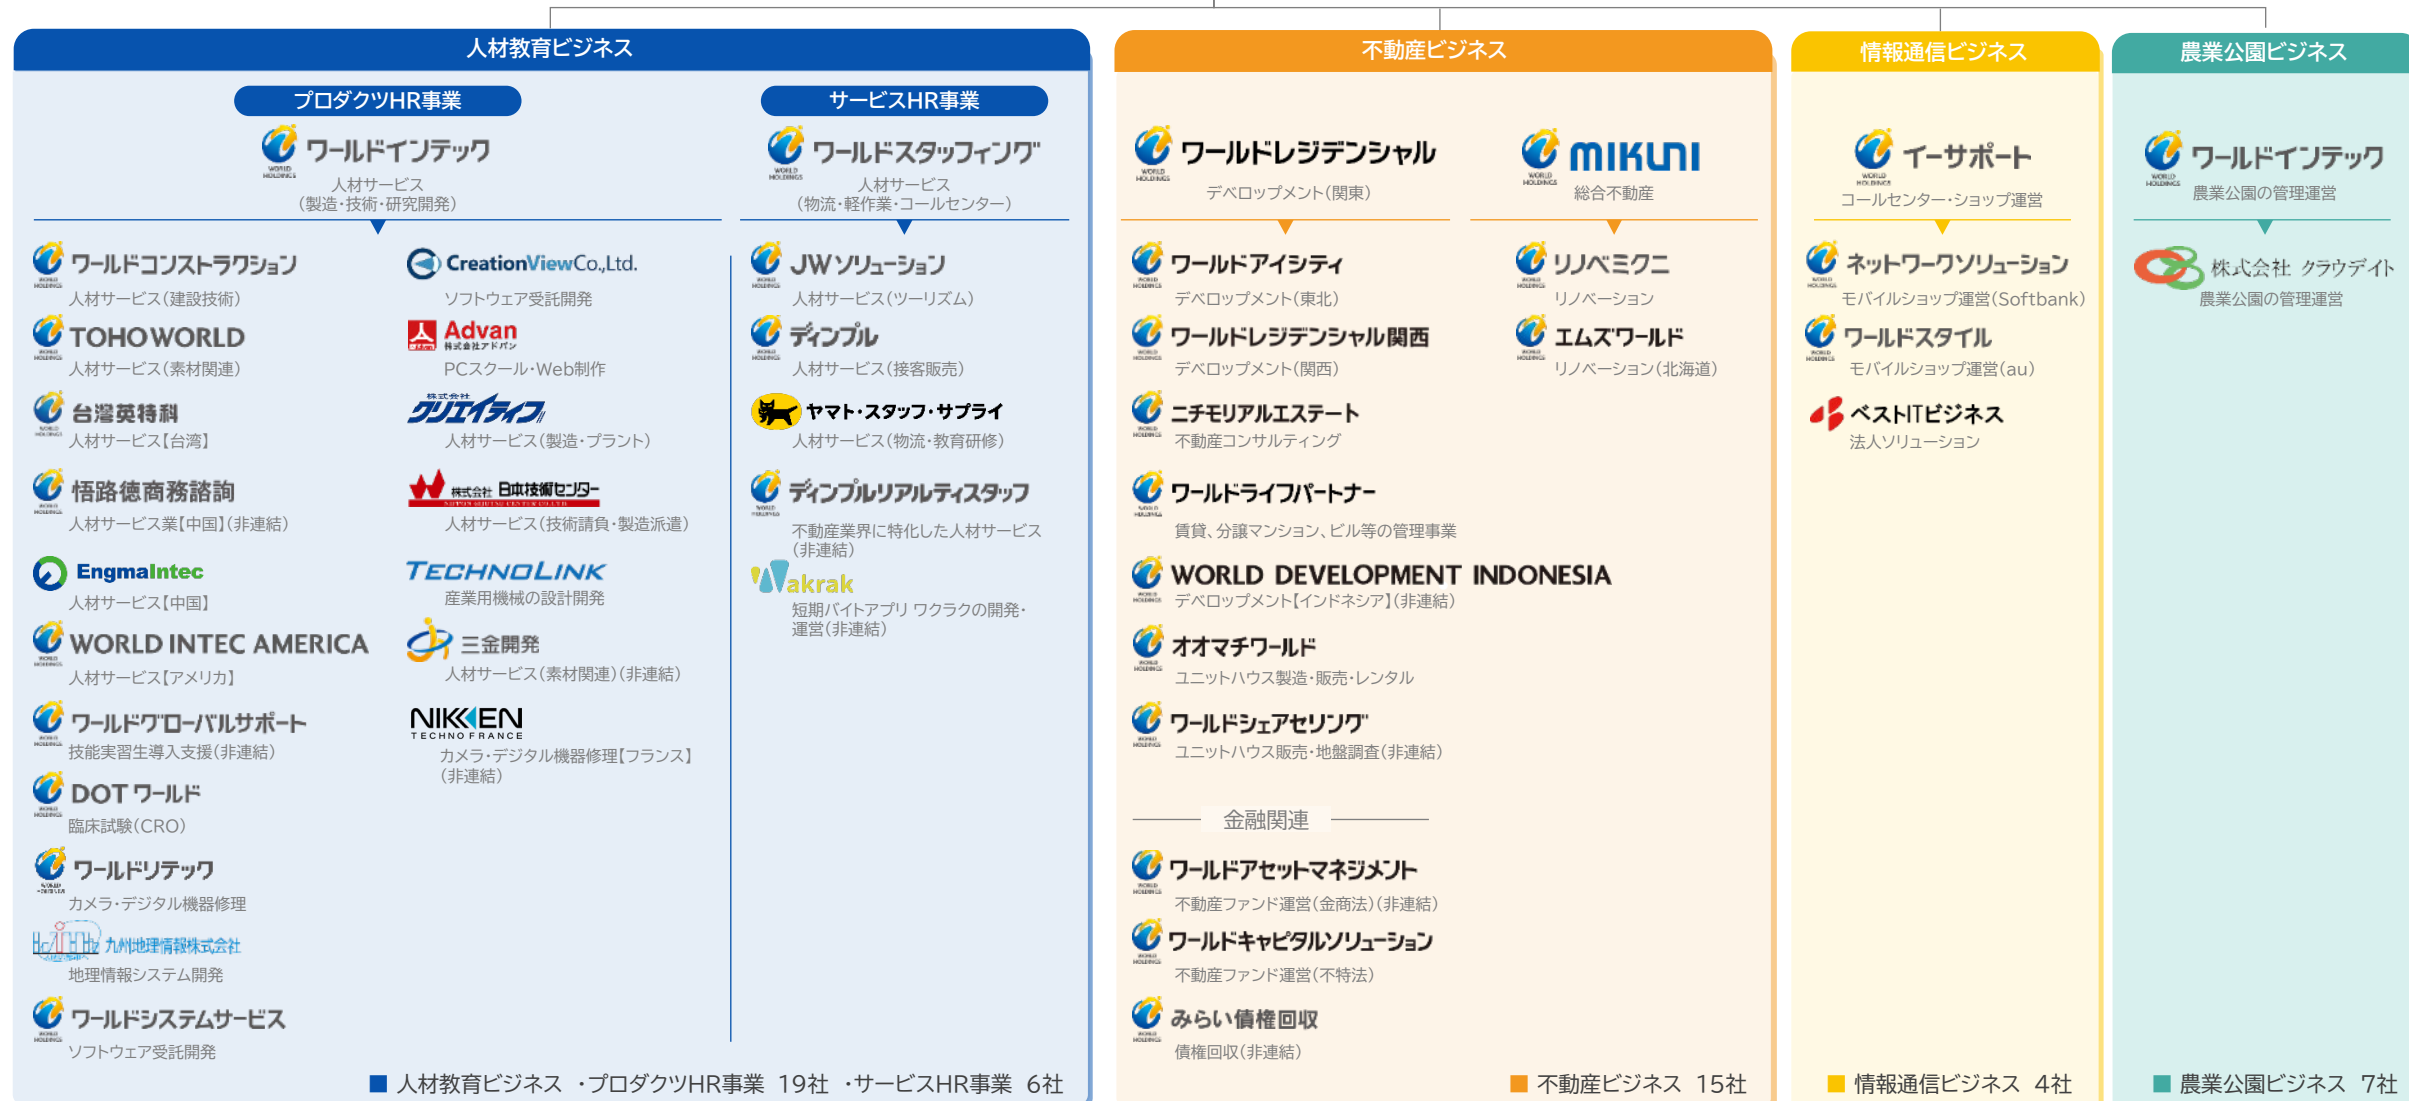 人材教育ビジネス
プロダクツHR事業
WORLD HOLDINGS
ワールドインテック
人材サービス
（製造・技術・研究開発）
ワールドコンストラクション
人材サービス（建設技術）
TOHO WORLD
人材サービス（素材関連）
台灣英特科
人材サービス【台湾】
悟路徳商務諮詢
人材サービス業【中国】（非連結）
EngmaIntec
人材サービス【中国】
WORLD INTEC AMERICA
人材サービス【アメリカ】
ワールドグローバルサポート
技能実習生導入支援（非連結）
DOT ワールド
臨床試験（CRO）
ワールドリテック
カメラ・デジタル機器修理
九州地理情報株式会社
地理情報システム開発
ワールドシステムサービス
ソフトウェア受託開発
CreationView Co.,Ltd.
ソフトウェア受託開発
Advan
株式会社アドバン
PCスクール・Web制作
株式会社
クリエイティブ
人材サービス（製造・プラント）
株式会社 日本技術センター
NIPPON GIJUTSU CENTER CO.LTD
人材サービス（技術請負・製造派遣）
TECHNOLINK
産業用機械の設計開発
三金開発
人材サービス（素材関連）（非連結）
NIKKEN
TECHNO FRANCE
カメラ・デジタル機器修理【フランス】
（非連結）
サービスHR事業
WORLD HOLDINGS
ワールドスタッフィング
人材サービス
（物流・軽作業・コールセンター）
JWソリューション
人材サービス（ツーリズム）
ディンプル
人材サービス（接客販売）
ヤマト・スタッフ・サプライ
人材サービス（物流・教育研修）
ディンプルリアルティスタッフ
不動産業界に特化した人材サービス
（非連結）
Wakrak
短期バイトアプリ ワクラクの開発・
運営（非連結）
■ 人材教育ビジネス ・プロダクツHR事業 19社 ・サービスHR事業 6社
不動産ビジネス
WORLD HOLDINGS
ワールドレジデンシャル
デベロップメント（関東）
ワールドアイシティ
デベロップメント（東北）
ワールドレジデンシャル関西
デベロップメント（関西）
ニチモリアルエステート
不動産コンサルティング
ワールドライフパートナー
賃貸、分譲マンション、ビル等の管理事業
WORLD DEVELOPMENT INDONESIA
デベロップメント【インドネシア】（非連結）
オオマチワールド
ユニットハウス製造・販売・レンタル
ワールドシェアセリング
ユニットハウス販売・地盤調査（非連結）
金融関連
ワールドアセットマネジメント
不動産ファンド運営（金商法）（非連結）
ワールドキャピタルソリューション
不動産ファンド運営（不特法）
みらい債権回収
債権回収（非連結）
WORLD HOLDINGS
MIKUNI
総合不動産
リノベミクニ
リノベーション
エムズワールド
リノベーション（北海道）
■ 不動産ビジネス 15社
情報通信ビジネス
WORLD HOLDINGS
イーサポート
コールセンター・ショップ運営
ネットワークソリューション
モバイルショップ運営（Softbank）
ワールドスタイル
モバイルショップ運営（au）
ベストITビジネス
法人ソリューション
■ 情報通信ビジネス 4社
農業公園ビジネス
WORLD HOLDINGS
ワールドインテック
農業公園の管理運営
株式会社 クラウデイト
農業公園の管理運営
■ 農業公園ビジネス 7社